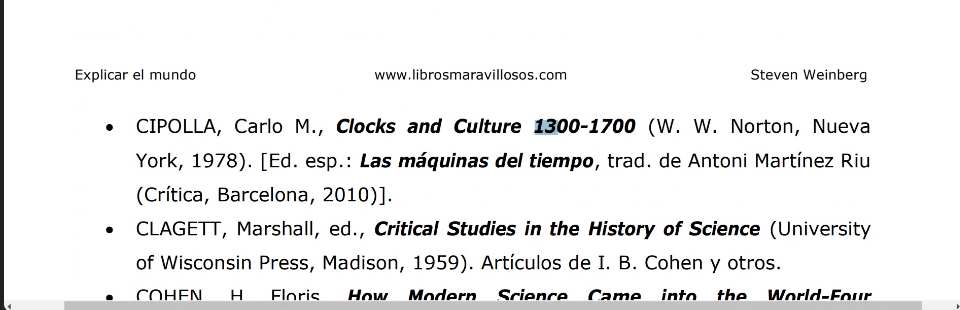 Explicar el mundo www.librosmaravillosos.com Steven Weinberg
• CIPOLLA, Carlo M., Clocks and Culture 1300-1700 (W. W. Norton, Nueva
York, 1978). [Ed. esp.: Las máquinas del tiempo, trad. de Antoni Martínez Riu
(Crítica, Barcelona, 2010)].
• CLAGETT, Marshall, ed., Critical Studies in the History of Science (University
of Wisconsin Press, Madison, 1959). Artículos de I. B. Cohen y otros.
• COHEN, H. Floris, How Modern Science Came into the World-Four